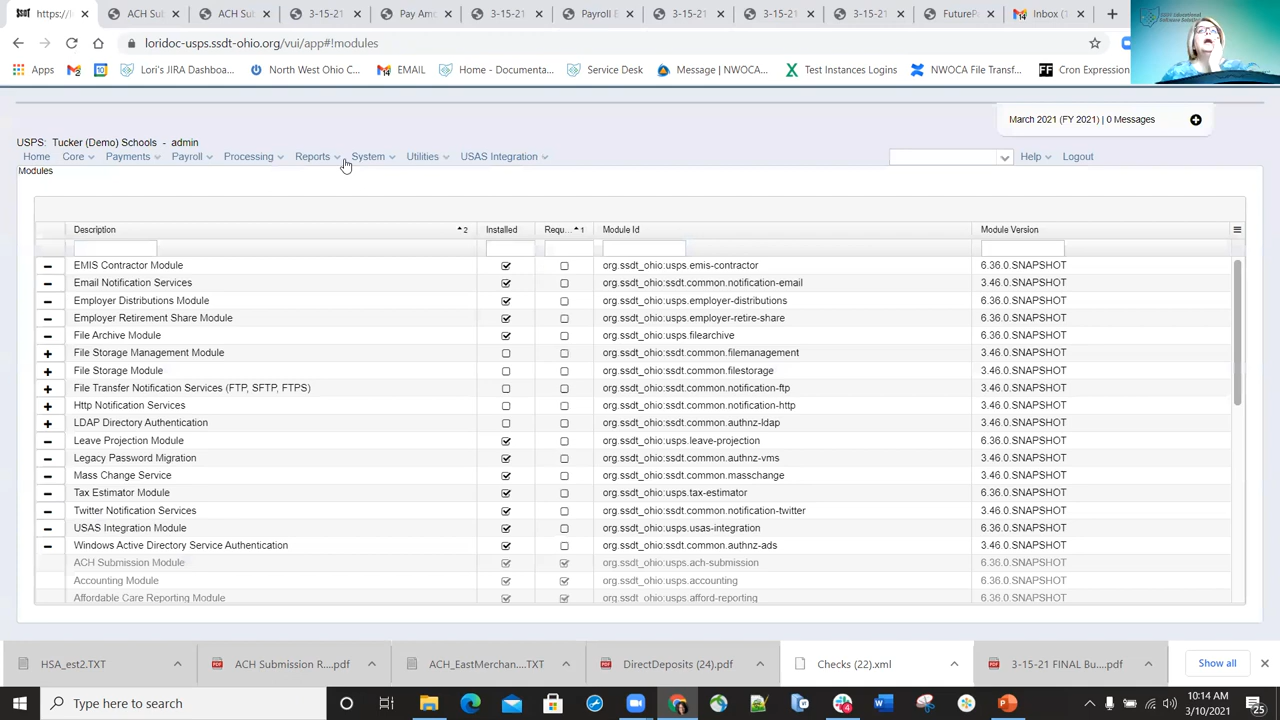 https://l
ACH Sub
ACH Sub
3-15-21
Pay Amo
3-15-21
Payroll E
3-15-21
3-15-21
3-15-21
FutureP
Inbox (1
loridoc-usps.ssdt-ohio.org/vui/app#!modules
Apps
Lori's JIRA Dashboa...
North West Ohio C...
EMAIL
Home - Documenta...
Service Desk
Message | NWOCA
Test Instances Logins
NWOCA File Transf...
Cron Expression
March 2021 (FY 2021) | 0 Messages
USPS: Tucker (Demo) Schools - admin
Home Core Payments Payroll Processing Reports System Utilities USAS Integration Help Logout
Modules
Description 2 Installed Requ... 1 Module Id Module Version
EMIS Contractor Module org.ssdt_ohio:usps.emis-contractor 6.36.0.SNAPSHOT
Email Notification Services org.ssdt_ohio:ssdt.common.notification-email 3.46.0.SNAPSHOT
Employer Distributions Module org.ssdt_ohio:usps.employer-distributions 6.36.0.SNAPSHOT
Employer Retirement Share Module org.ssdt_ohio:usps.employer-retire-share 6.36.0.SNAPSHOT
File Archive Module org.ssdt_ohio:usps.filearchive 6.36.0.SNAPSHOT
File Storage Management Module org.ssdt_ohio:ssdt.common.filemanagement 3.46.0.SNAPSHOT
File Storage Module org.ssdt_ohio:ssdt.common.filestorage 3.46.0.SNAPSHOT
File Transfer Notification Services (FTP, SFTP, FTPS) org.ssdt_ohio:ssdt.common.notification-ftp 3.46.0.SNAPSHOT
Http Notification Services org.ssdt_ohio:ssdt.common.notification-http 3.46.0.SNAPSHOT
LDAP Directory Authentication org.ssdt_ohio:ssdt.common.authnz-ldap 3.46.0.SNAPSHOT
Leave Projection Module org.ssdt_ohio:usps.leave-projection 6.36.0.SNAPSHOT
Legacy Password Migration org.ssdt_ohio:ssdt.common.authnz-vms 3.46.0.SNAPSHOT
Mass Change Service org.ssdt_ohio:ssdt.common.masschange 3.46.0.SNAPSHOT
Tax Estimator Module org.ssdt_ohio:usps.tax-estimator 6.36.0.SNAPSHOT
Twitter Notification Services org.ssdt_ohio:ssdt.common.notification-twitter 3.46.0.SNAPSHOT
USAS Integration Module org.ssdt_ohio:usps.usas-integration 6.36.0.SNAPSHOT
Windows Active Directory Service Authentication org.ssdt_ohio:ssdt.common.authnz-ads 3.46.0.SNAPSHOT
ACH Submission Module org.ssdt_ohio:usps.ach-submission 6.36.0.SNAPSHOT
Accounting Module org.ssdt_ohio:usps.accounting 6.36.0.SNAPSHOT
Affordable Care Reporting Module org.ssdt_ohio:usps.afford-reporting 6.36.0.SNAPSHOT
HSA_est2.TXT
ACH Submission R....pdf
ACH_EastMerchan....TXT
DirectDeposits (24).pdf
Checks (22).xml
3-15-21 FINAL Bu....pdf
Show all
Type here to search
10:14 AM
3/10/2021
25